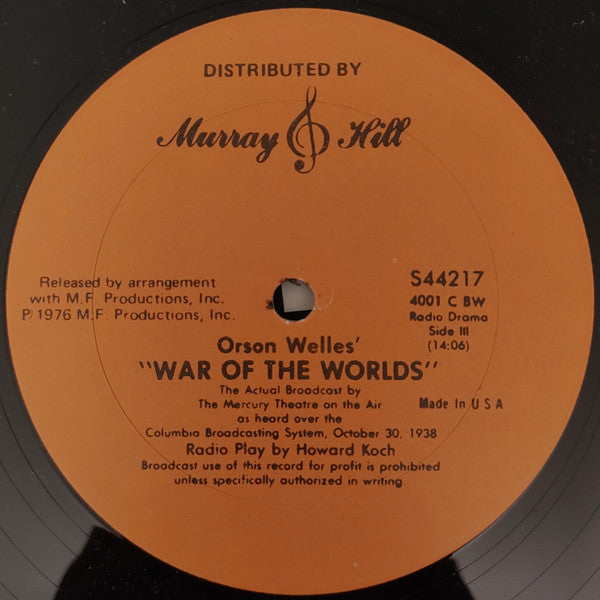 DISTRIBUTED BY
Murray Hill
Released by arrangement
with M.F. Productions, Inc.
P/1976 M.F. Productions, Inc.
S44217
4001 C BW
Radio Drama
Side III
(14:06)
Orson Welles'
"WAR OF THE WORLDS"
The Actual Broadcast by
The Mercury Theatre on the Air
as heard over the
Columbia Broadcasting System, October 30, 1938
Made In U S A
Radio Play by Howard Koch
Broadcast use of this record for profit is prohibited
unless specifically authorized in writing.